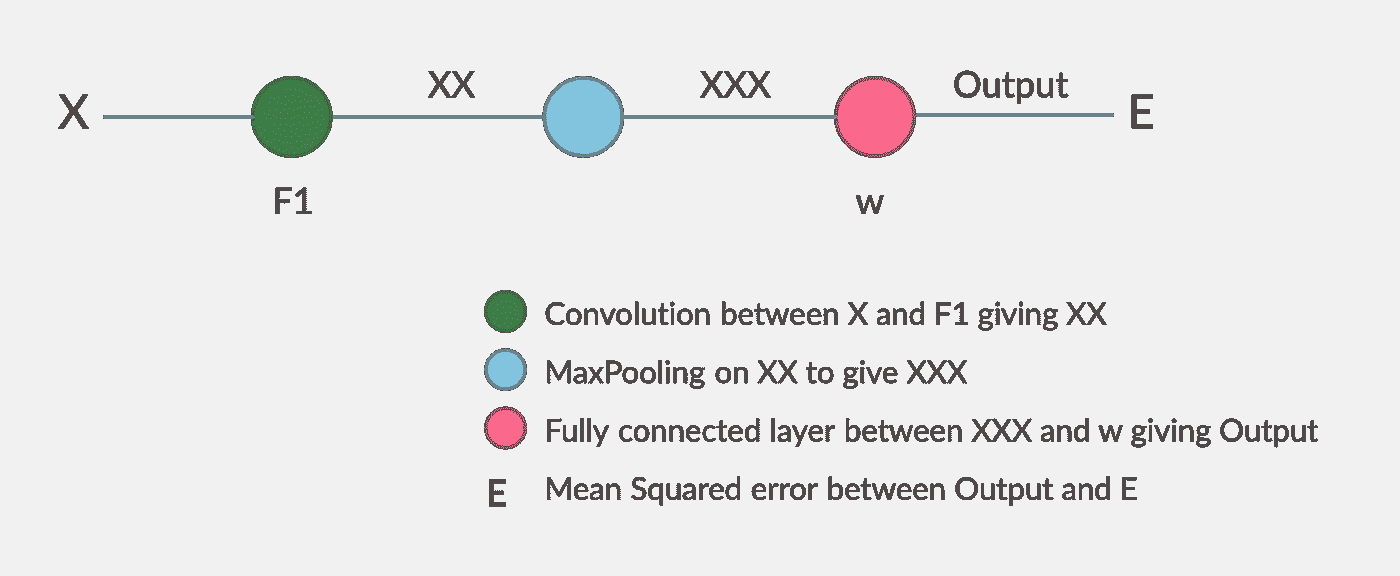 X
XX
XXX
Output
E
F1
w
Convolution between X and F1 giving XX
MaxPooling on XX to give XXX
Fully connected layer between XXX and w giving Output
E Mean Squared error between Output and E